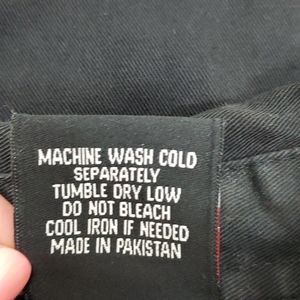 MACHINE WASH COLD
SEPARATELY
TUMBLE DRY LOW
DO NOT BLEACH
COOL IRON IF NEEDED
MADE IN PAKISTAN